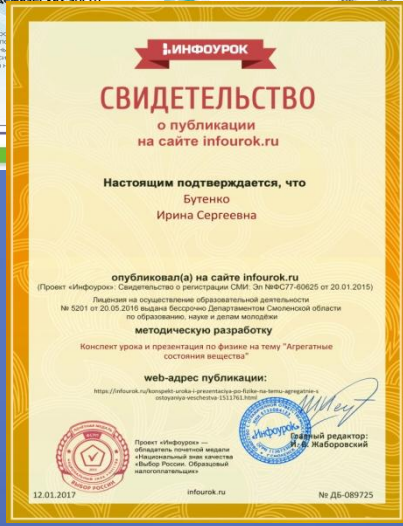 ИНФОУРОК
СВИДЕТЕЛЬСТВО
о публикации
на сайте infourok.ru
Настоящим подтверждается, что
Бутенко
Ирина Сергеевна
опубликовал(а) на сайте infourok.ru
(Проект «Инфоурок»: Свидетельство о регистрации СМИ: Эл №ФС77-60625 от 20.01.2015)
Лицензия на осуществление образовательной деятельности
№ 5201 от 20.05.2016 выдана бессрочно Департаментом Смоленской области
по образованию, науке и делам молодёжи
методическую разработку
Конспект урока и презентация по физике на тему "Агрегатные
состояния вещества"
web-адрес публикации:
https://infourok.ru/konspekt-uroka-i-prezentaciya-po-fizike-na-temu-agregatnie-s
ostoyaniya-veschestva-1511761.html
«Инфоурок»
Главный редактор:
И. В. Жаборовский
Проект «Инфоурок» —
обладатель почетной медали
«Национальный знак качества
«Выбор России. Образцовый
налогоплательщик»
ВЫБОР РОССИИ
12.01.2017
infourok.ru
№ ДБ-089725